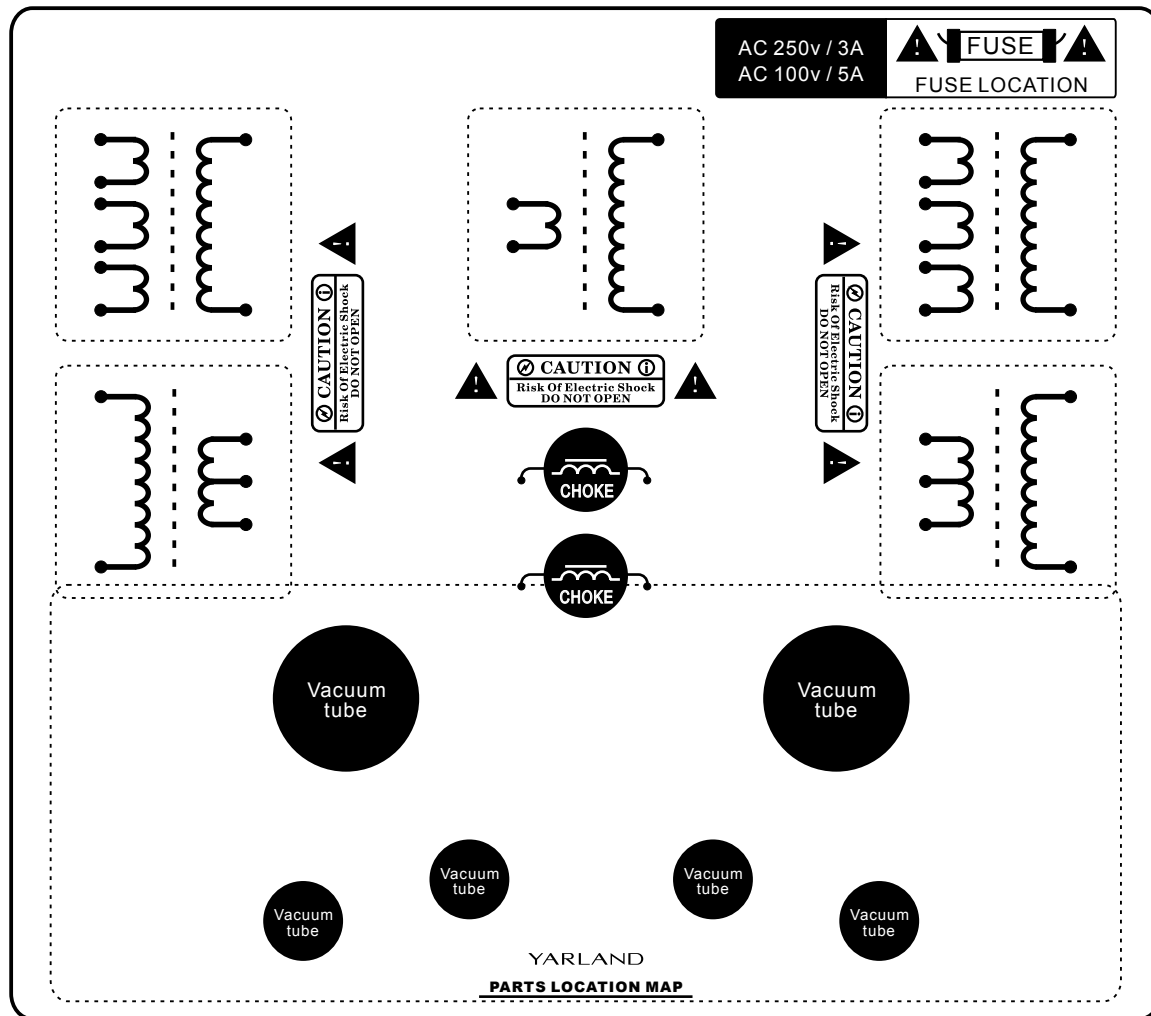 AC 250v / 3A
AC 100v / 5A
FUSE
FUSE LOCATION
!
!
!
!
CAUTION i
Risk Of Electric Shock
DO NOT OPEN
!
!
CAUTION i
Risk Of Electric Shock
DO NOT OPEN
!
!
CAUTION i
Risk Of Electric Shock
DO NOT OPEN
!
!
CHOKE
CHOKE
Vacuum
tube
Vacuum
tube
Vacuum
tube
Vacuum
tube
Vacuum
tube
Vacuum
tube
YARLAND
PARTS LOCATION MAP